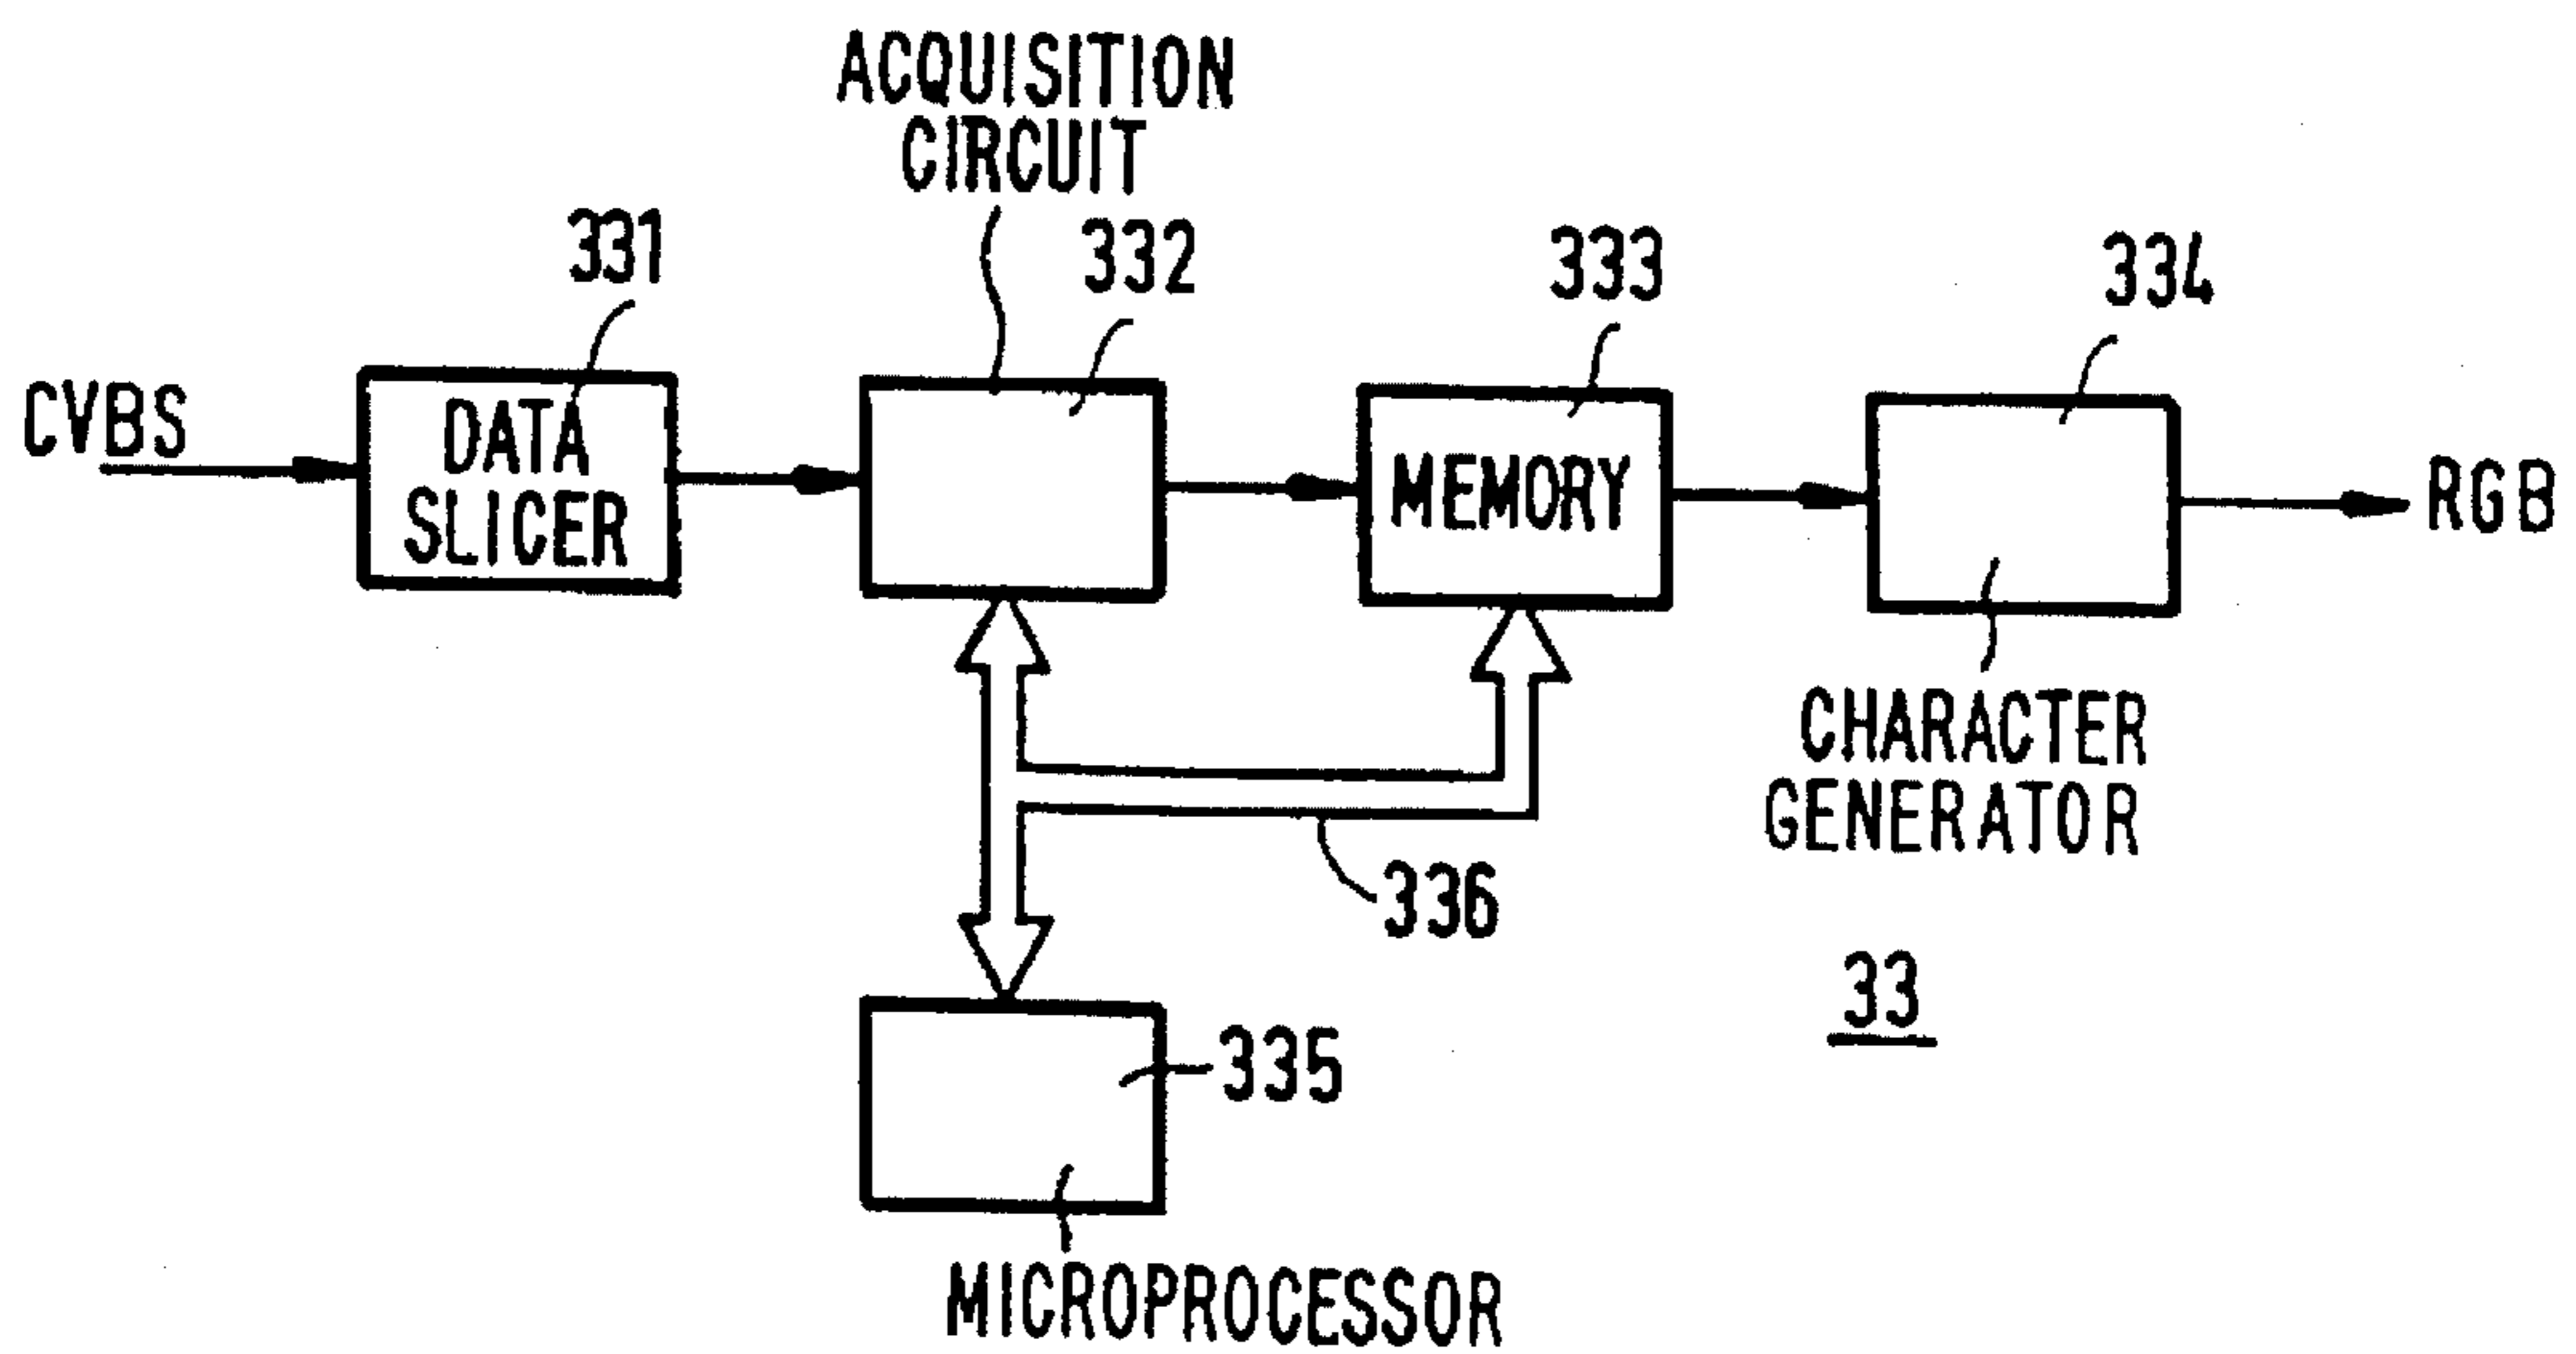 ACQUISITION
CIRCUIT
331
332
333
334
CVBS
DATA
SLICER
MEMORY
RGB
CHARACTER
GENERATOR
336
33
335
MICROPROCESSOR